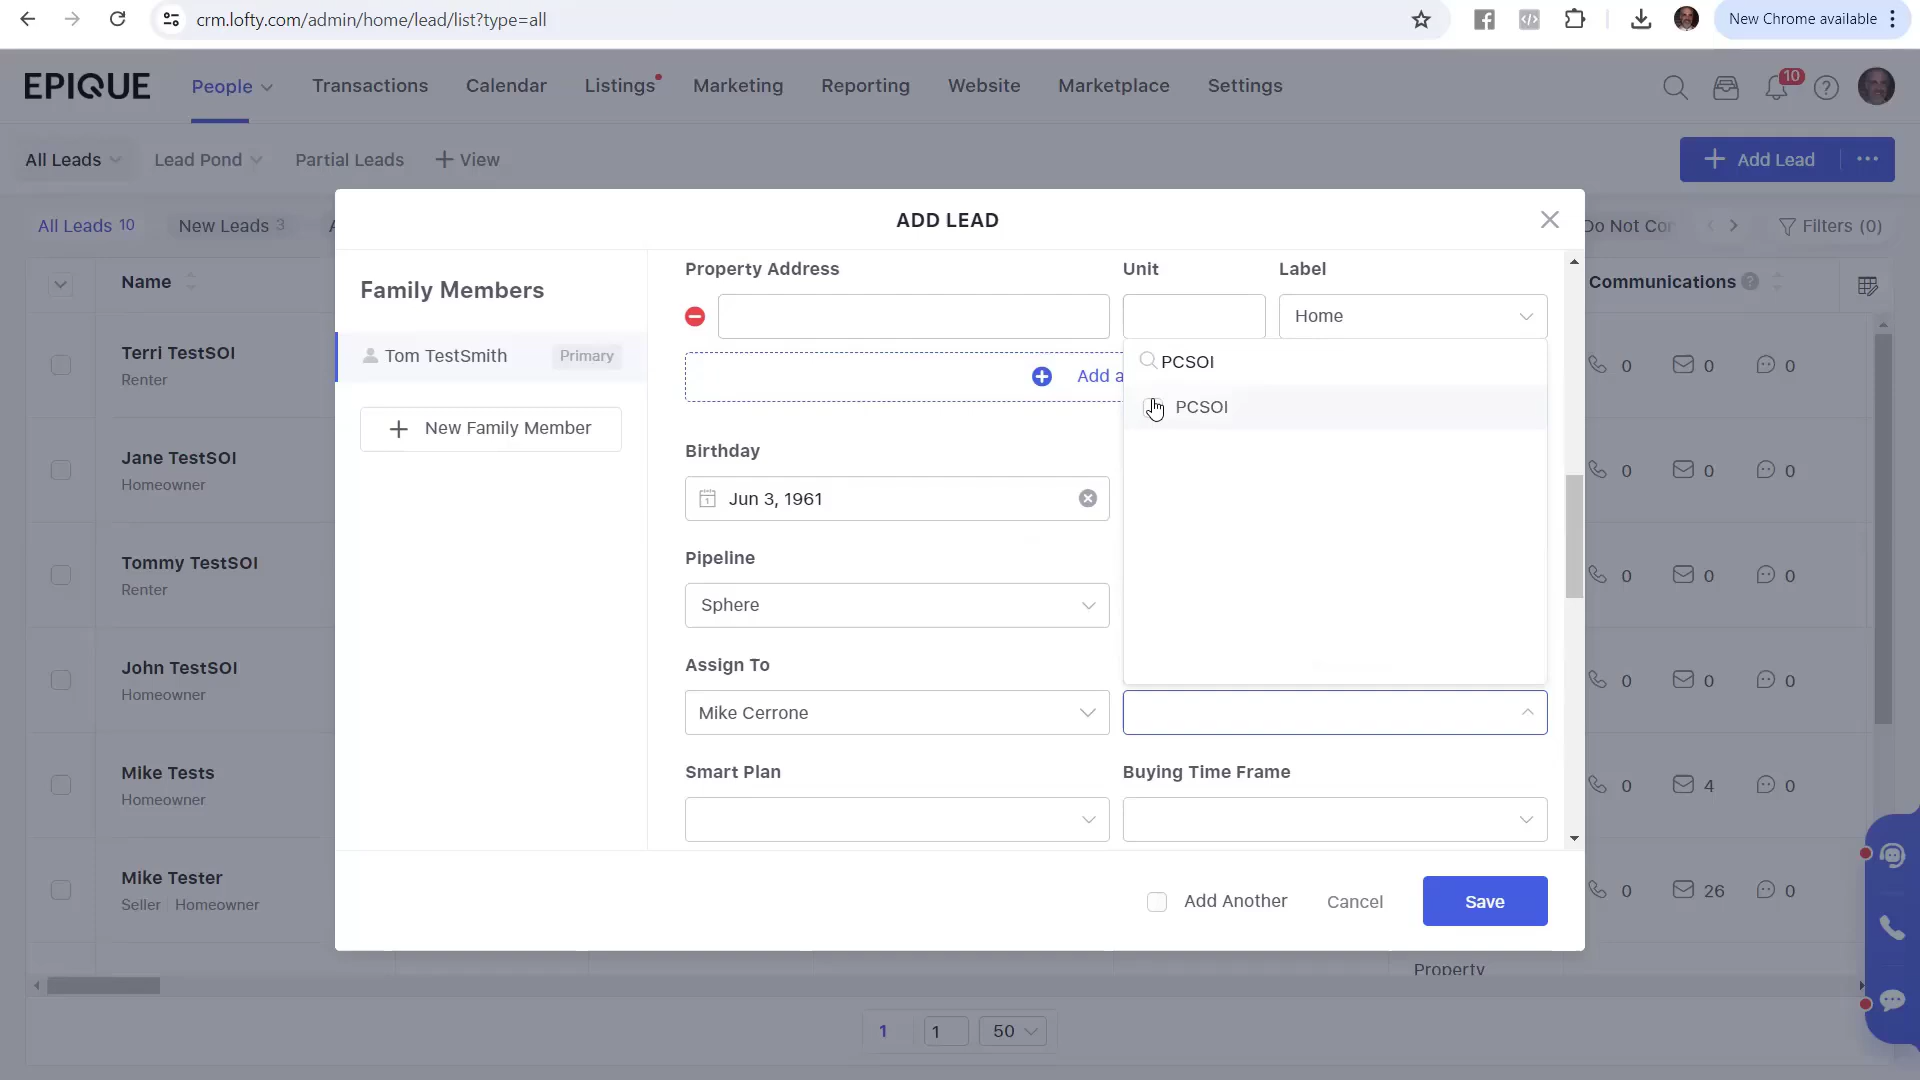 crm.lofty.com/admin/home/lead/list?type=all
New Chrome available
EPIQUE
People
Transactions
Calendar
Listings
Marketing
Reporting
Website
Marketplace
Settings
10
All Leads
Lead Pond
Partial Leads
+ View
+ Add Lead
All Leads 10
New Leads 3
Do Not Con
Filters (0)
Name
Communications
Terri TestSOI
Renter
0 0 0
Jane TestSOI
Homeowner
0 0 0
Tommy TestSOI
Renter
0 0 0
John TestSOI
Homeowner
0 0 0
Mike Tests
Homeowner
0 4 0
Mike Tester
Seller Homeowner
0 26 0
Property
1 1 50
ADD LEAD
Family Members
Tom TestSmith Primary
+ New Family Member
Property Address
Unit
Label
Home
Add a
PCSOI
PCSOI
Birthday
1 Jun 3, 1961
Pipeline
Sphere
Assign To
Mike Cerrone
Smart Plan
Buying Time Frame
Add Another
Cancel
Save